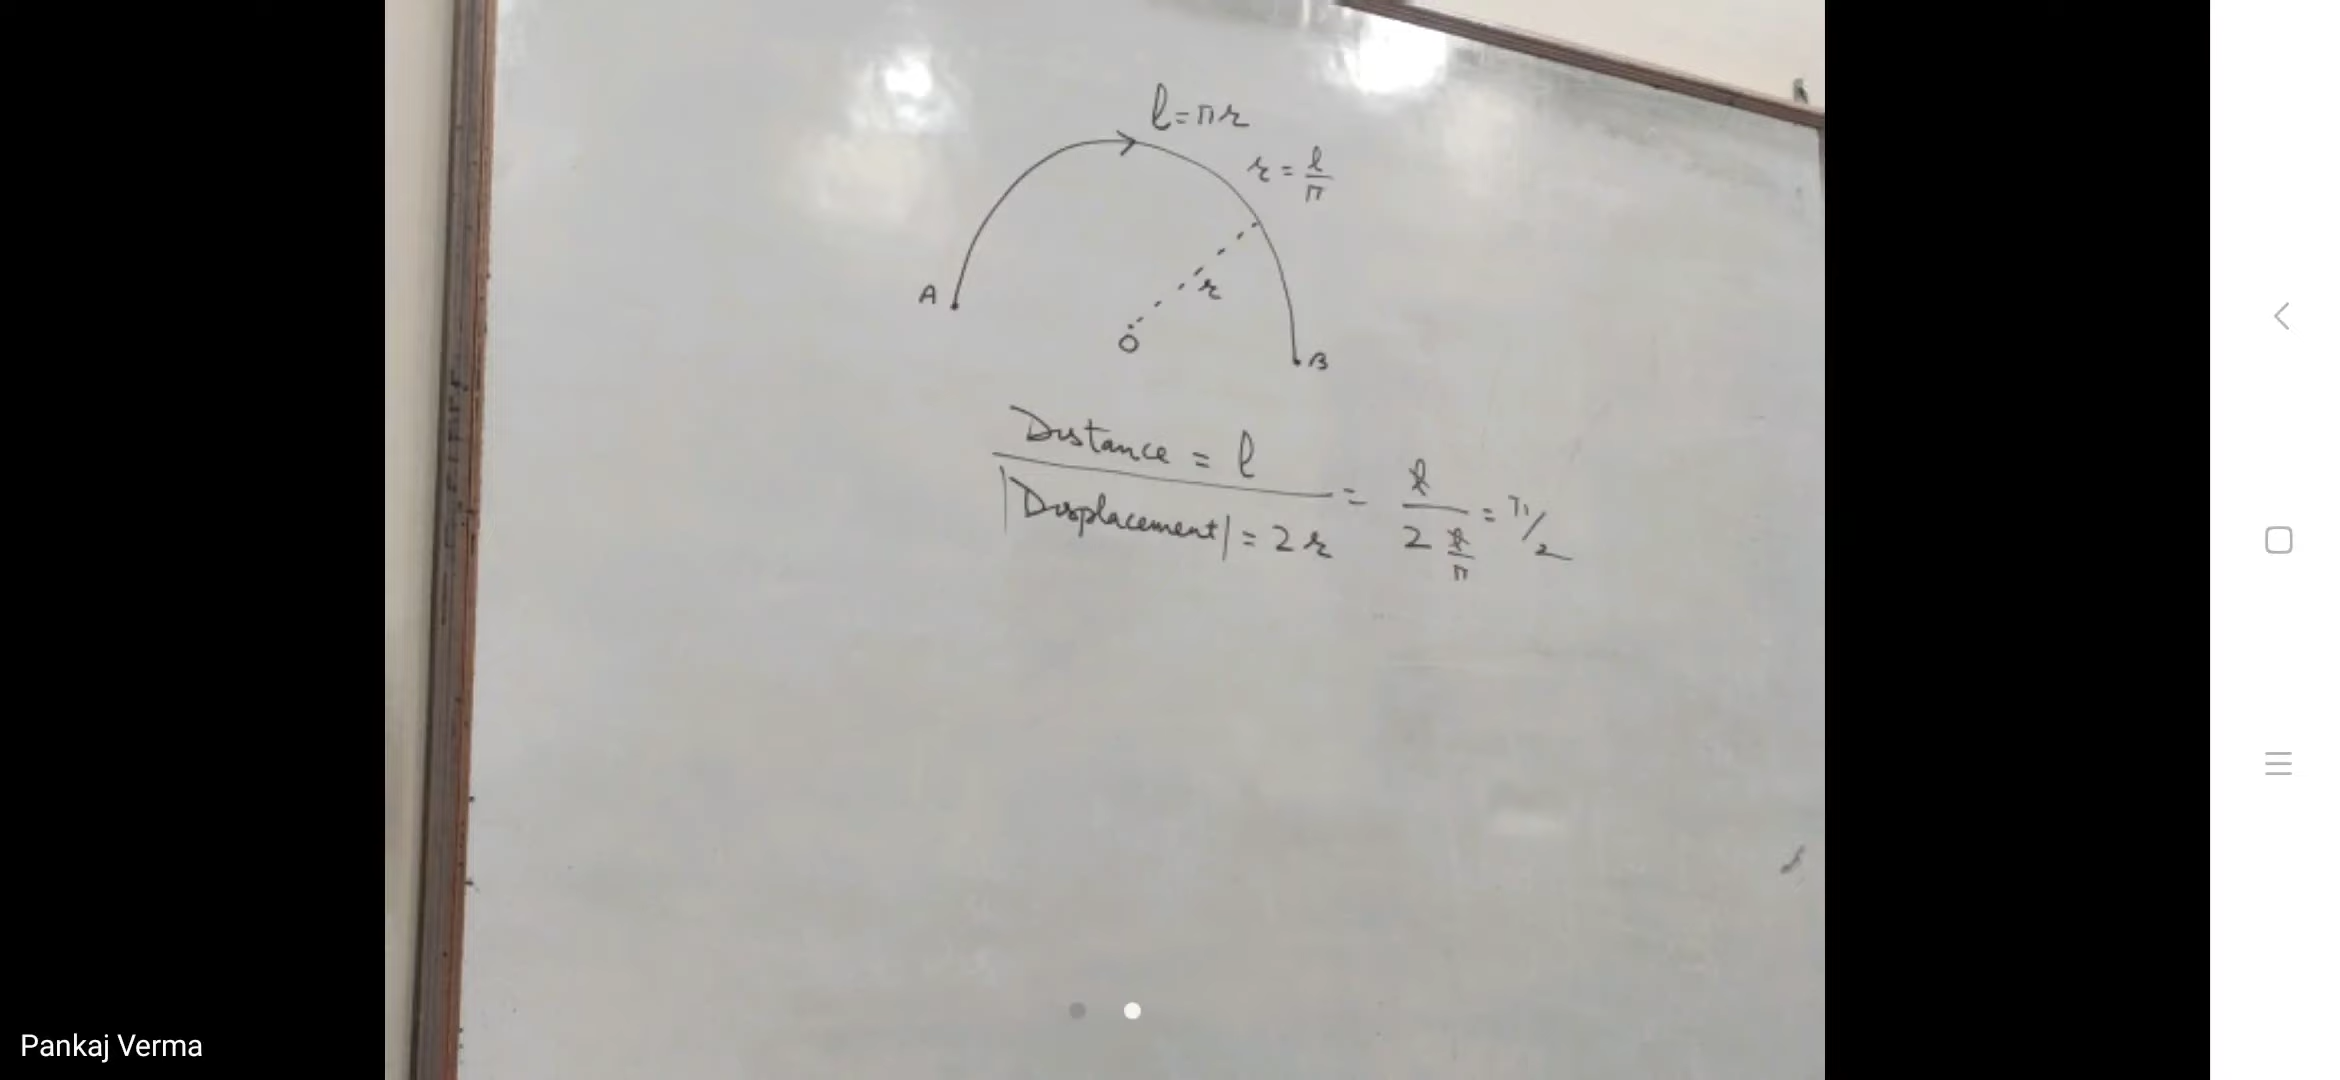 l = πr
r = l/π
A
r
O
B
Distance = l
|Displacement| = 2r
= l / 2 l/π = π/2
Pankaj Verma